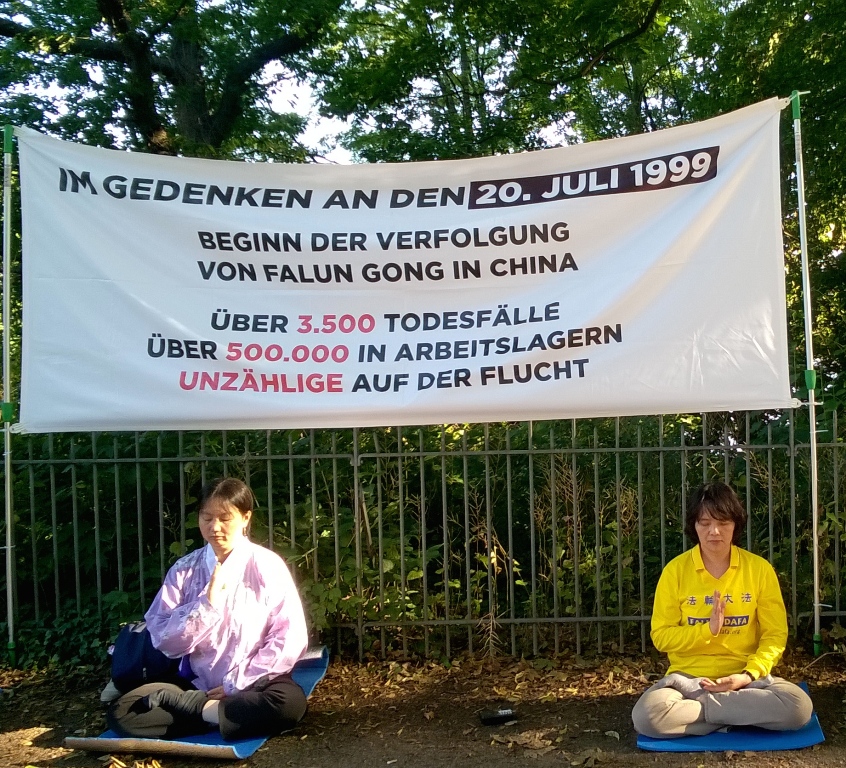 IM GEDENKEN AN DEN 20. JULI 1999
BEGINN DER VERFOLGUNG
VON FALUN GONG IN CHINA
ÜBER 3.500 TODESFÄLLE
ÜBER 500.000 IN ARBEITSLAGERN
UNZÄHLIGE AUF DER FLUCHT
法輪大法